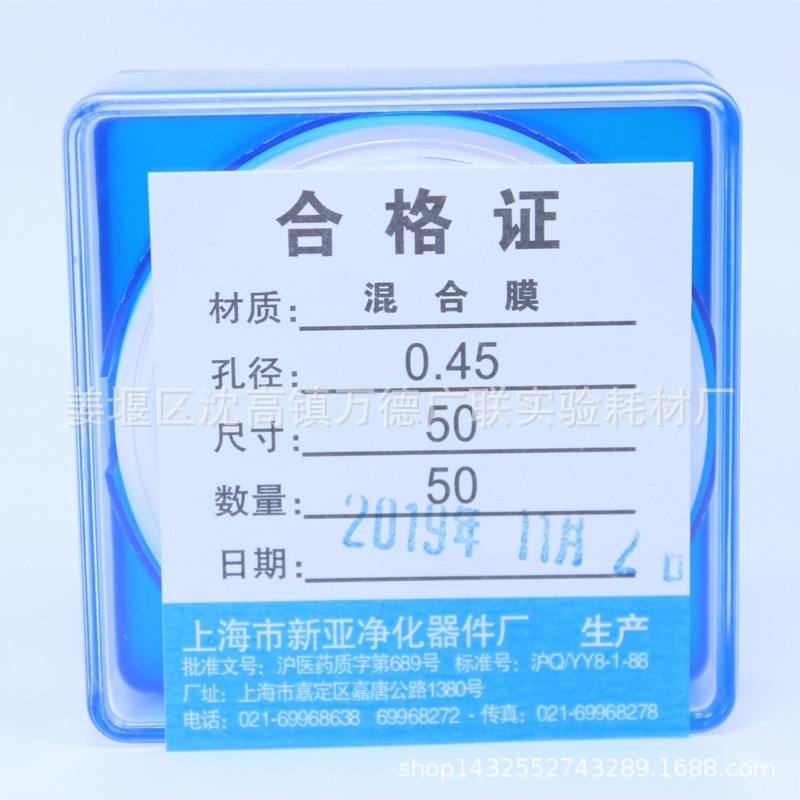 合格证
材质: 混合膜
孔径: 0.45
姜堰区沈高镇万德广联实验耗材厂
尺寸: 50
数量: 50
2019年 11月
日期:
上海市新亚净化器件厂 生产
批准文号: 沪医药质字第689号 标准号: 沪Q/YY8-1-88
厂址: 上海市嘉定区嘉唐公路1380号
电话: 021-69968638 69968272 - 传真: 021-69968278
shop1432552743289.1688.com